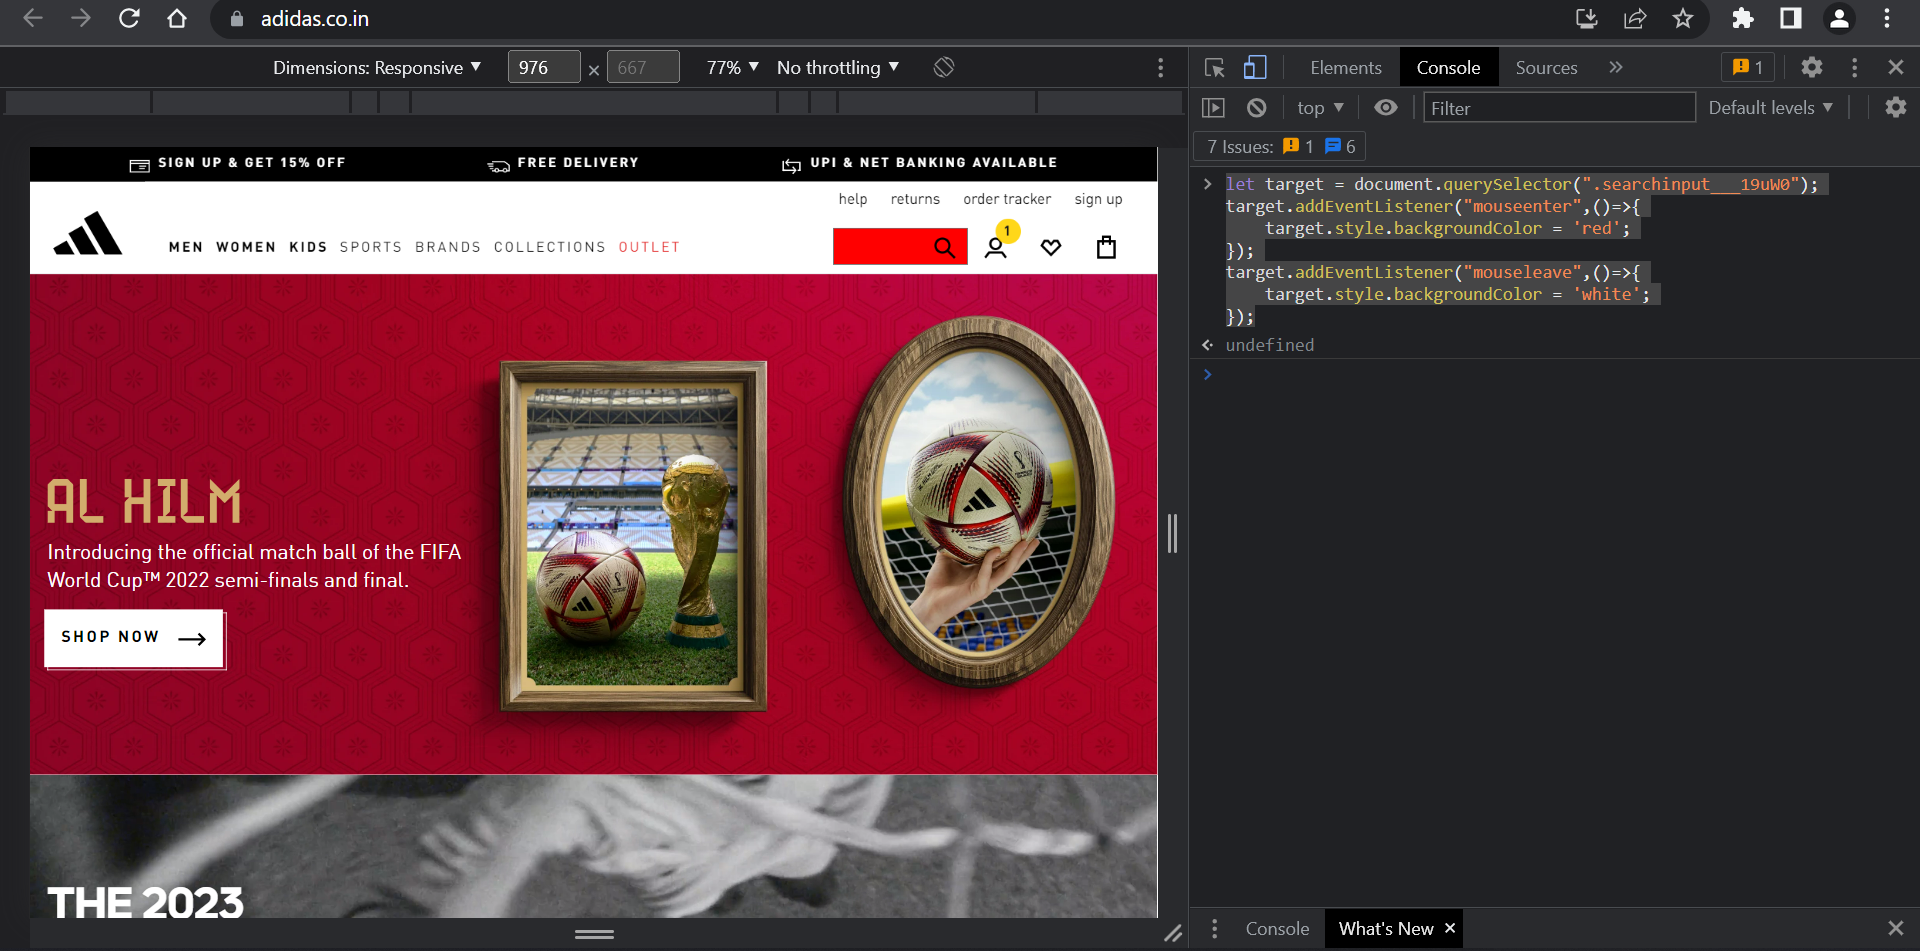 adidas.co.in
Dimensions: Responsive 976 × 667 77% No throttling
Elements Console Sources 1
top Filter Default levels
7 Issues: 1 6
SIGN UP & GET 15% OFF FREE DELIVERY UPI & NET BANKING AVAILABLE
help returns order tracker sign up
MEN WOMEN KIDS SPORTS BRANDS COLLECTIONS OUTLET 1
AL HILM
Introducing the official match ball of the FIFA
World Cup™ 2022 semi-finals and final.
SHOP NOW
THE 2023
let target = document.querySelector(".searchinput___19uW0");
target.addEventListener("mouseenter",()=>{
target.style.backgroundColor = 'red';
});
target.addEventListener("mouseleave",()=>{
target.style.backgroundColor = 'white';
});
undefined
Console What's New